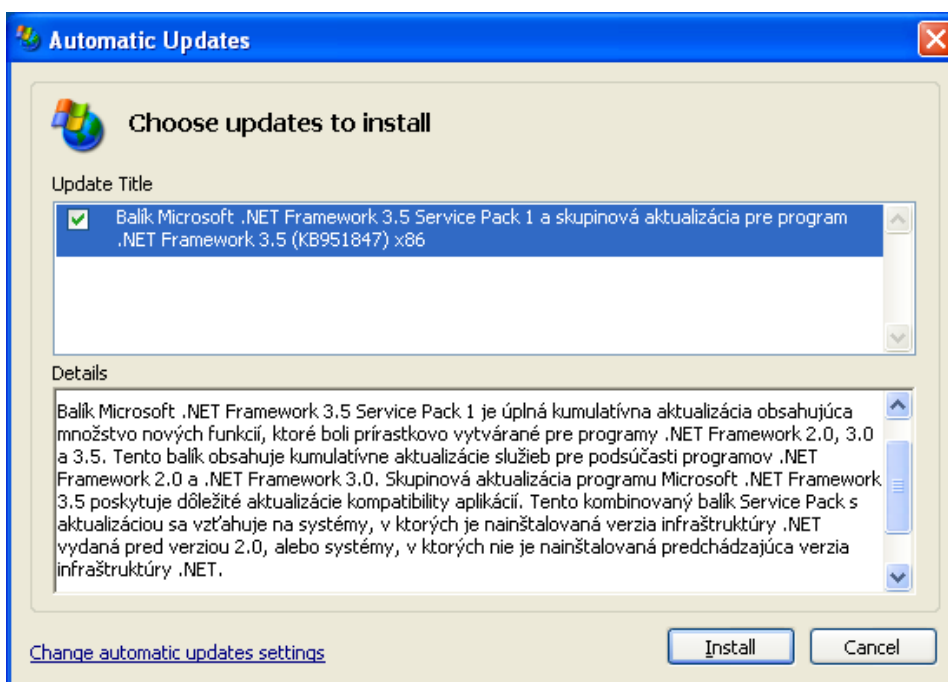 Automatic Updates
Choose updates to install
Update Title
Balík Microsoft .NET Framework 3.5 Service Pack 1 a skupinová aktualizácia pre program
.NET Framework 3.5 (KB951847) x86
Details
Balík Microsoft .NET Framework 3.5 Service Pack 1 je úplná kumulatívna aktualizácia obsahujúca
množstvo nových funkcií, ktoré boli prírastkovo vytvárané pre programy .NET Framework 2.0, 3.0
a 3.5. Tento balík obsahuje kumulatívne aktualizácie služieb pre podsúčasti programov .NET
Framework 2.0 a .NET Framework 3.0. Skupinová aktualizácia programu Microsoft .NET Framework
3.5 poskytuje dôležité aktualizácie kompatibility aplikácií. Tento kombinovaný balík Service Pack s
aktualizáciou sa vzťahuje na systémy, v ktorých je nainštalovaná verzia infraštruktúry .NET
vydaná pred verziou 2.0, alebo systémy, v ktorých nie je nainštalovaná predchádzajúca verzia
infraštruktúry .NET.
Change automatic updates settings
Install
Cancel